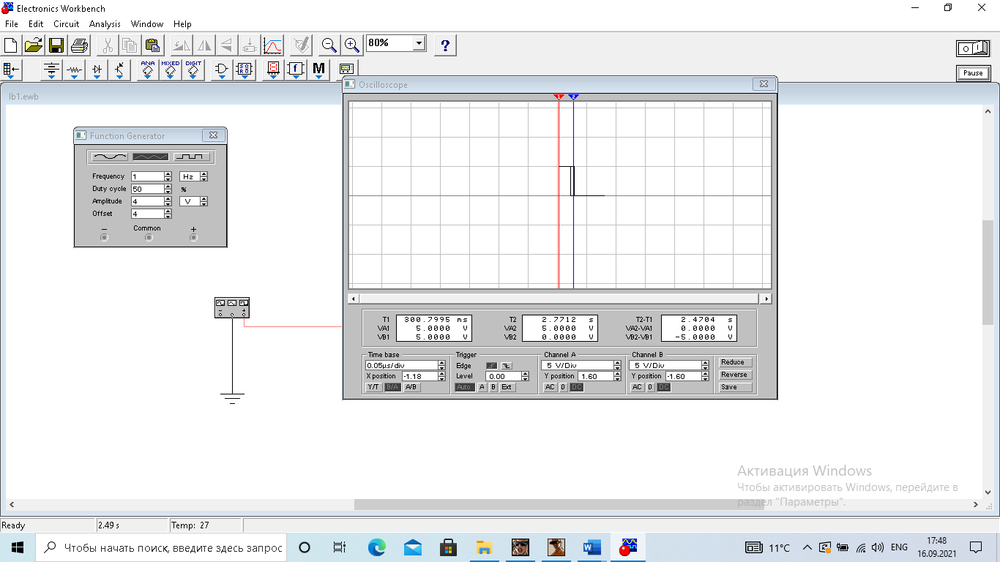 Electronics Workbench
File Edit Circuit Analysis Window Help
80%
?
ANA MIXED DIGIT
M
Pause
lb1.ewb
Function Generator
Frequency 1 Hz
Duty cycle 50 %
Amplitude 4 V
Offset 4
− Common +
Oscilloscope
1 2
T1 300.7995 ms T2 2.7712 s T2-T1 2.4704 s
VA1 5.0000 V VA2 5.0000 V VA2-VA1 0.0000 V
VB1 5.0000 V VB2 0.0000 V VB2-VB1 -5.0000 V
Time base Trigger Channel A Channel B
0.05µs/div Edge 5 V/Div 5 V/Div Reduce
X position -1.18 Level 0.00 Y position 1.60 Y position -1.60 Reverse
Y/T B/A A/B Auto A B Ext AC 0 DC AC 0 DC Save
Активация Windows
Чтобы активировать Windows, перейдите в
раздел "Параметры".
Ready 2.49 s Temp: 27
Чтобы начать поиск, введите здесь запрос
11°C ENG 17:48
16.09.2021